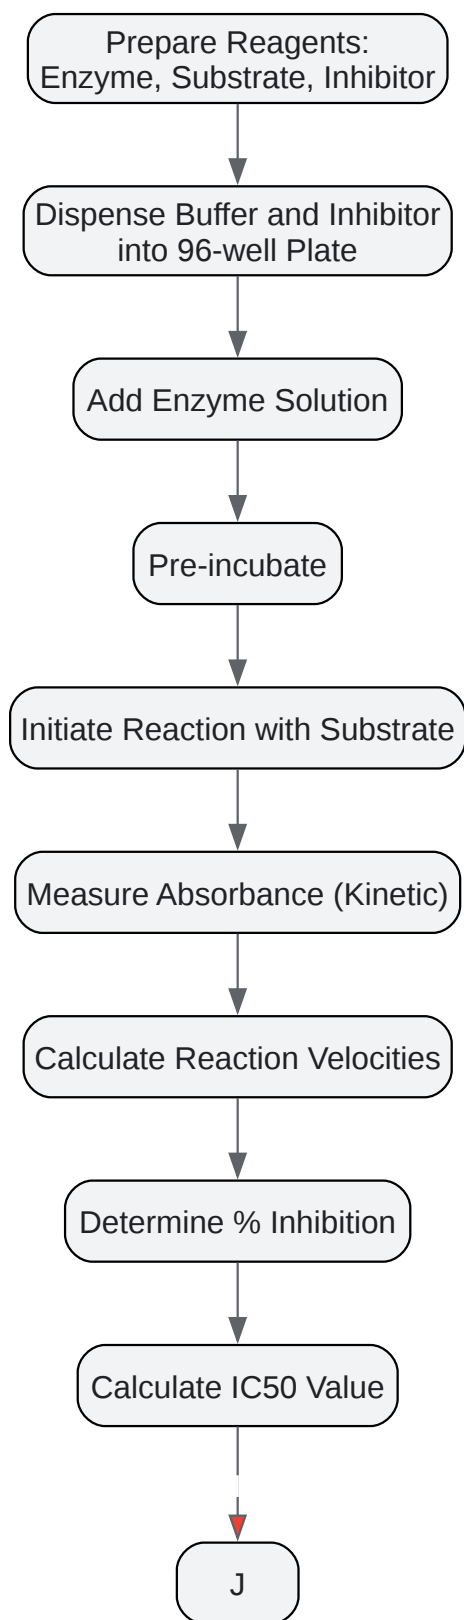 Prepare Reagents:
Enzyme, Substrate, Inhibitor
Dispense Buffer and Inhibitor
into 96-well Plate
Add Enzyme Solution
Pre-incubate
Initiate Reaction with Substrate
Measure Absorbance (Kinetic)
Calculate Reaction Velocities
Determine % Inhibition
Calculate IC50 Value
J